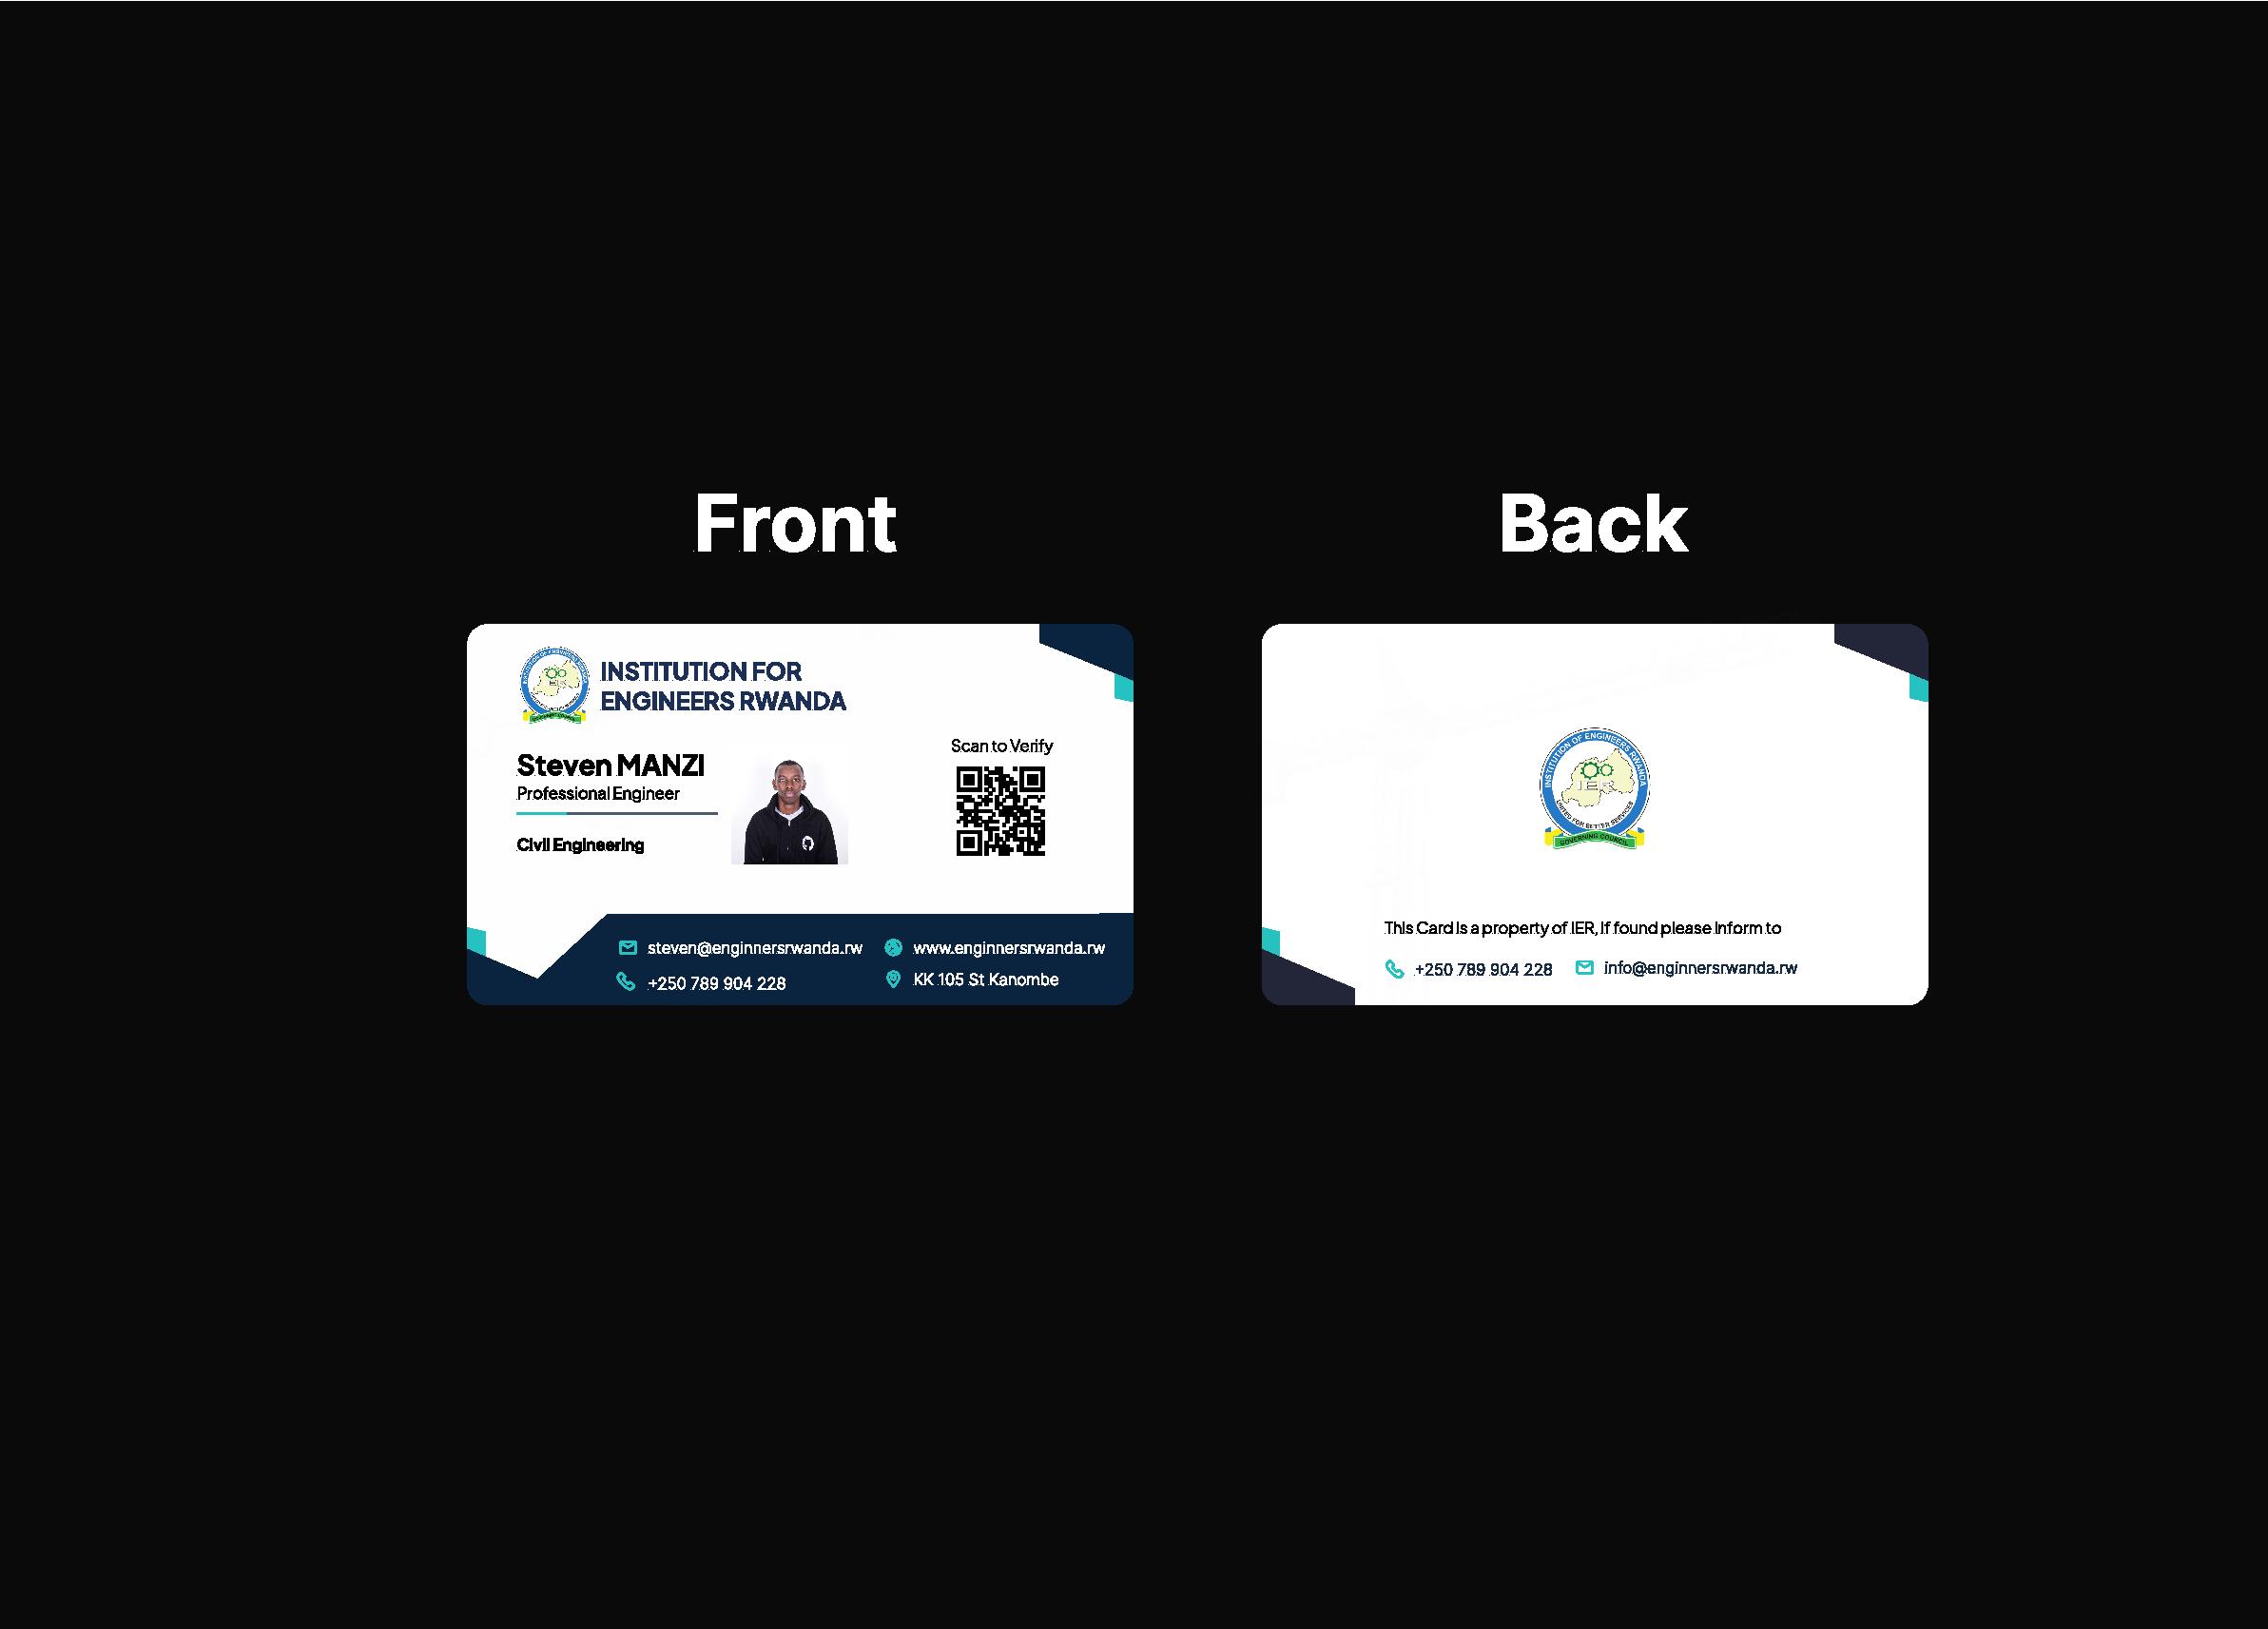 Front
INSTITUTION FOR
ENGINEERS RWANDA
Steven MANZI
Professional Engineer
Civil Engineering
Scan to Verify
steven@enginnersrwanda.rw
www.enginnersrwanda.rw
+250 789 904 228
KK 105 St Kanombe
Back
INSTITUTION OF ENGINEERS RWANDA
IER
UNITED FOR BETTER SERVICES
GOVERNING COUNCIL
This Card is a property of IER, If found please inform to
+250 789 904 228
info@enginnersrwanda.rw